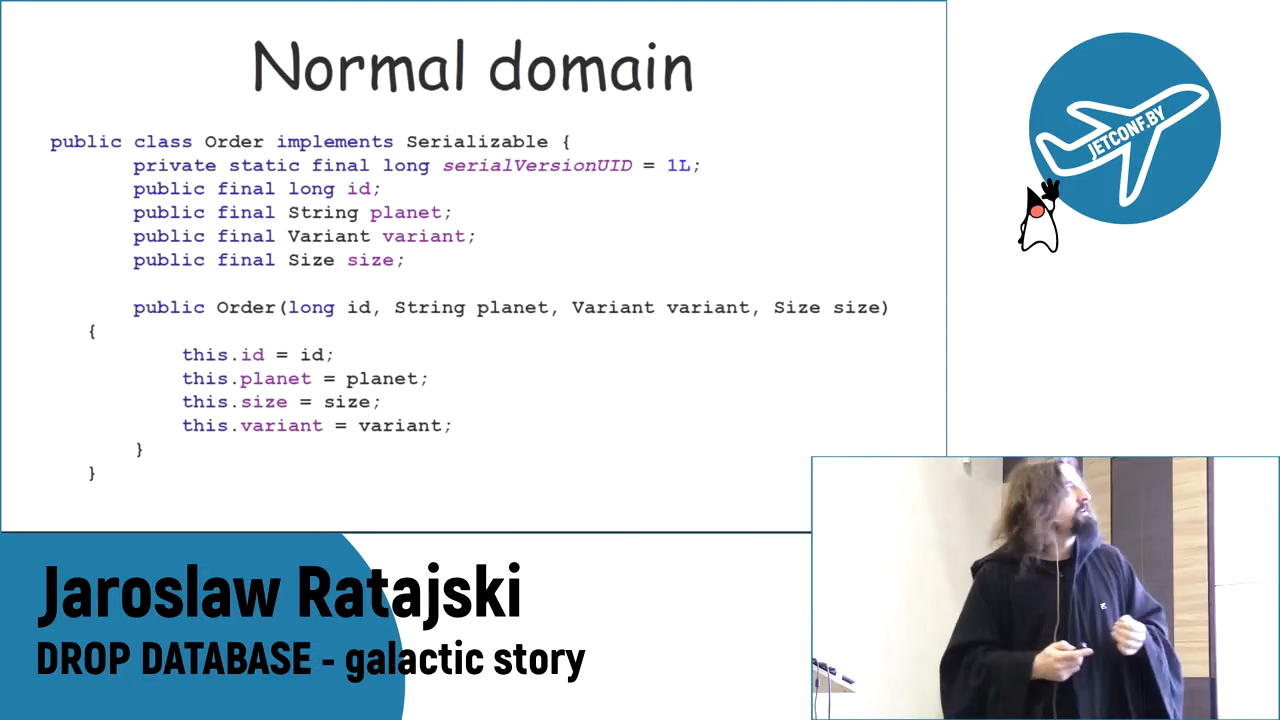 Normal domain
public class Order implements Serializable {
private static final long serialVersionUID = 1L;
public final long id;
public final String planet;
public final Variant variant;
public final Size size;
public Order(long id, String planet, Variant variant, Size size)
{
this.id = id;
this.planet = planet;
this.size = size;
this.variant = variant;
}
}
JETCONF.BY
Jaroslaw Ratajski
DROP DATABASE - galactic story